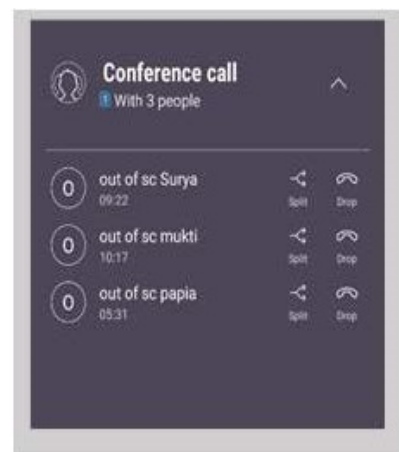 Conference call
1 With 3 people
O out of sc Surya
09:22
Split Drop
O out of sc mukti
10:17
Split Drop
O out of sc papia
05:31
Split Drop